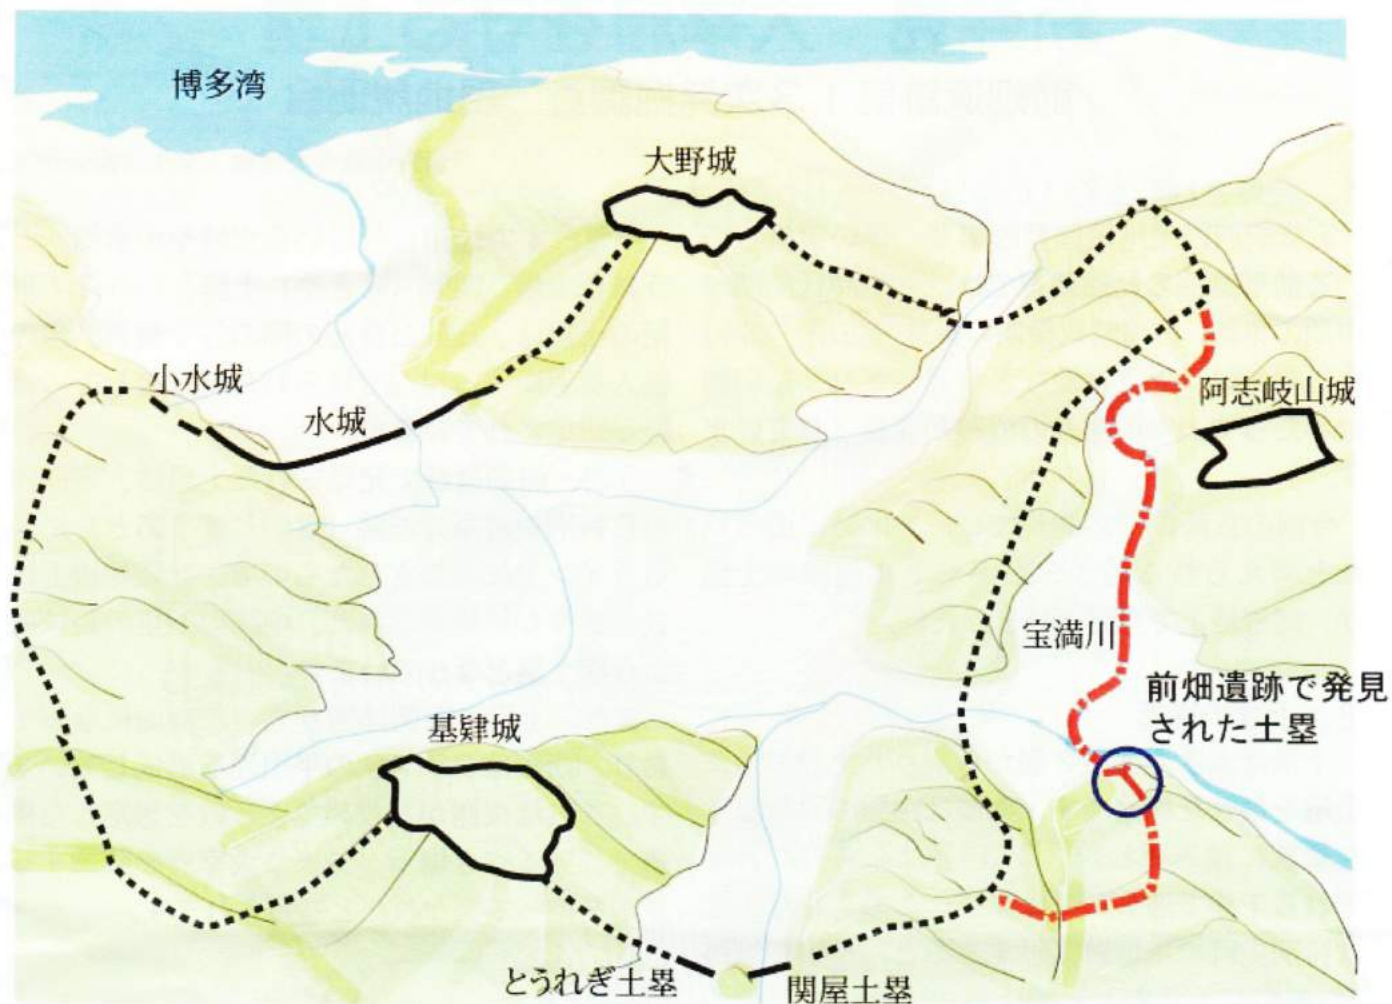 博多湾
大野城
小水城
水城
阿志岐山城
宝満川
前畑遺跡で発見
された土塁
基肄城
とうれぎ土塁
関屋土塁